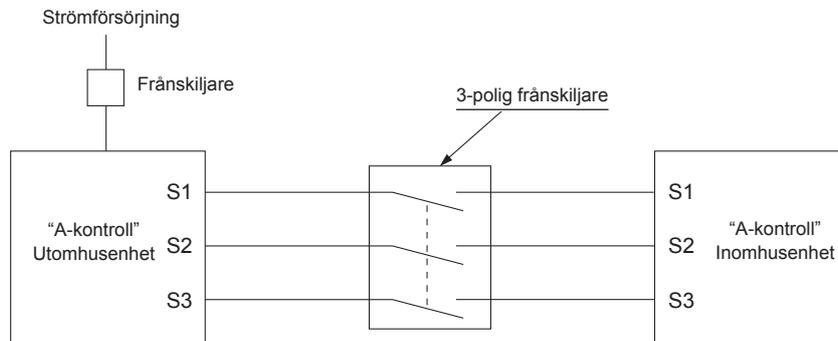 Strömförsörjning
Frånskiljare
3-polig frånskiljare
"A-kontroll"
Utomhusenhet
S1
S2
S3
S1
S2
S3
"A-kontroll"
Inomhusenhet